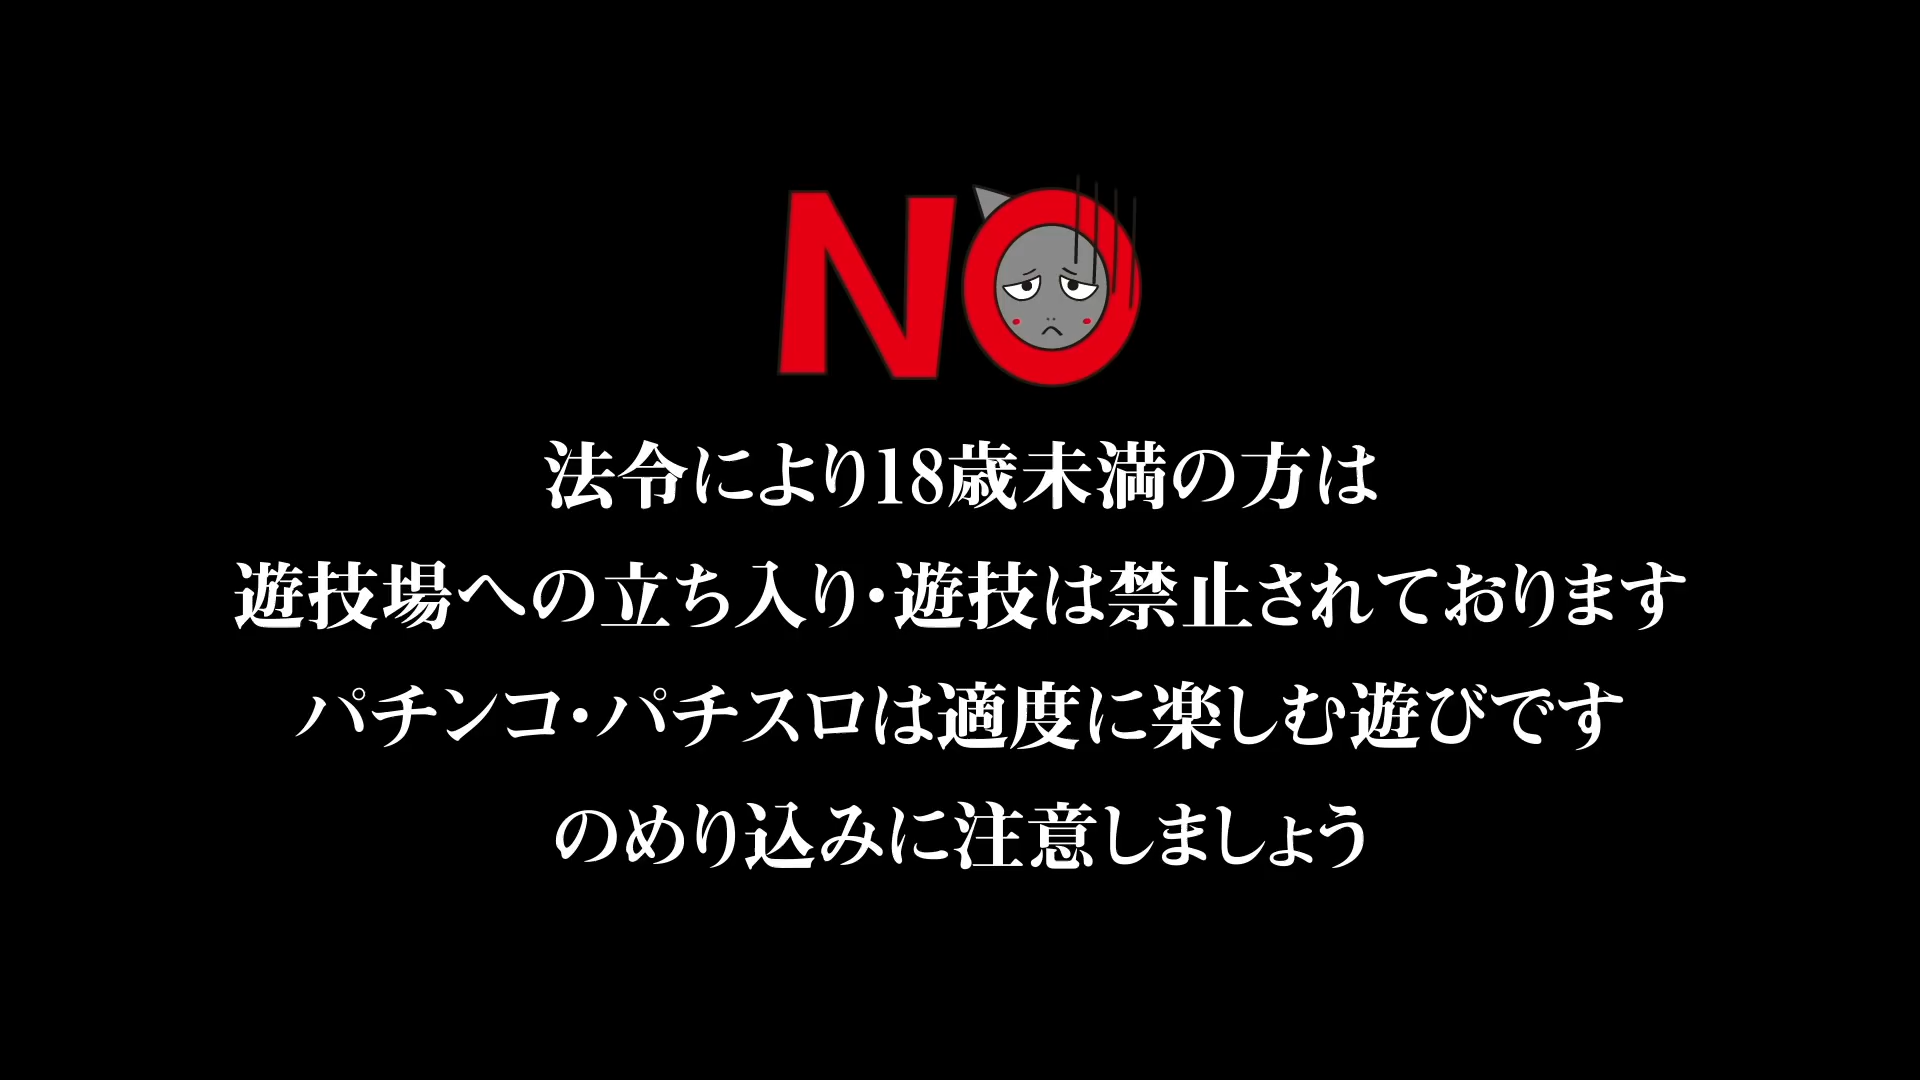 NO
法令により18歳未満の方は
遊技場への立ち入り・遊技は禁止されております
パチンコ・パチスロは適度に楽しむ遊びです
のめり込みに注意しましょう